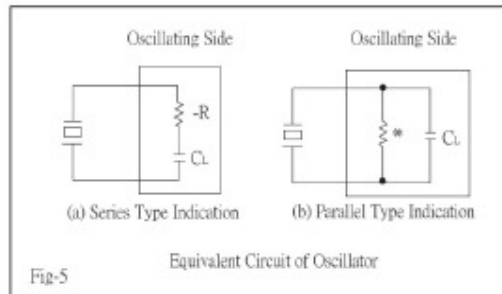 Oscillating Side
Oscillating Side
-R
CL
CL
(a) Series Type Indication
(b) Parallel Type Indication
Equivalent Circuit of Oscillator
Fig-5